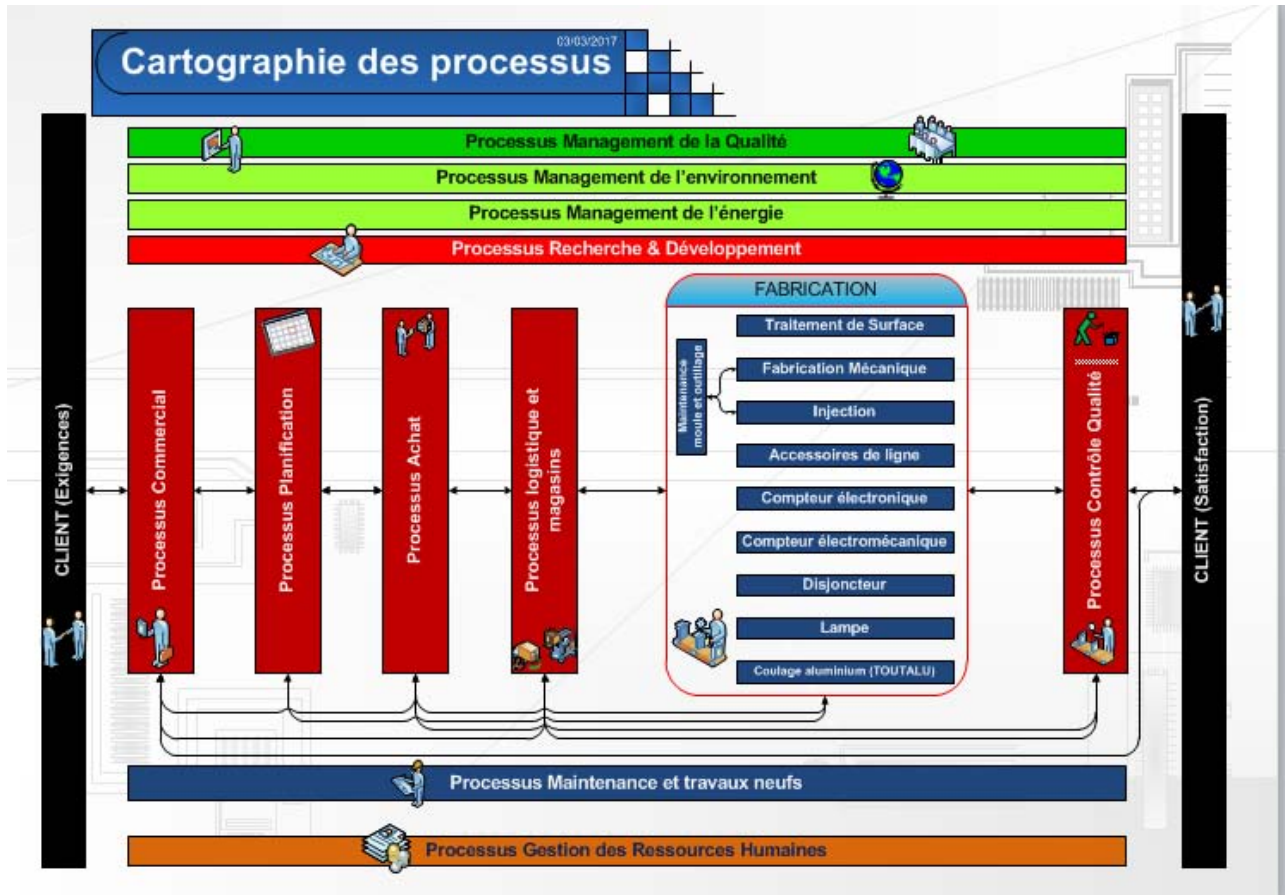 03/03/2017
Cartographie des processus
Processus Management de la Qualité
Processus Management de l'environnement
Processus Management de l'énergie
Processus Recherche & Développement
CLIENT (Exigences)
Processus Commercial
Processus Planification
Processus Achat
Processus logistique et
magasins
FABRICATION
Maintenance
moule et outillage
Traitement de Surface
Fabrication Mécanique
Injection
Accessoires de ligne
Compteur électronique
Compteur électromécanique
Disjoncteur
Lampe
Coulage aluminium (TOUTALU)
Processus Contrôle Qualité
CLIENT (Satisfaction)
Processus Maintenance et travaux neufs
Processus Gestion des Ressources Humaines